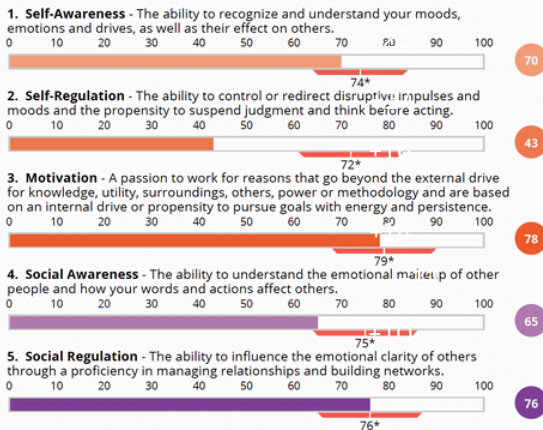 1. Self-Awareness - The ability to recognize and understand your moods,
emotions and drives, as well as their effect on others.
0 10 20 30 40 50 60 70 80 90 100
70
74*
2. Self-Regulation - The ability to control or redirect disruptive impulses and
moods and the propensity to suspend judgment and think before acting.
0 10 20 30 40 50 60 70 80 90 100
43
72*
3. Motivation - A passion to work for reasons that go beyond the external drive
for knowledge, utility, surroundings, others, power or methodology and are based
on an internal drive or propensity to pursue goals with energy and persistence.
0 10 20 30 40 50 60 70 80 90 100
78
79*
4. Social Awareness - The ability to understand the emotional makeup of other
people and how your words and actions affect others.
0 10 20 30 40 50 60 70 80 90 100
65
75*
5. Social Regulation - The ability to influence the emotional clarity of others
through a proficiency in managing relationships and building networks.
0 10 20 30 40 50 60 70 80 90 100
76
76*